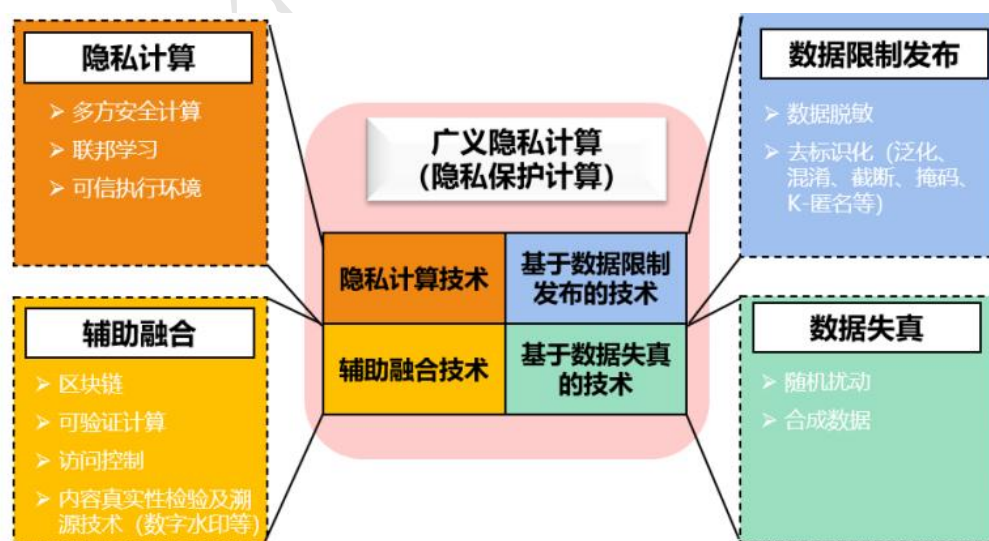 隐私计算
➢ 多方安全计算
➢ 联邦学习
➢ 可信执行环境
广义隐私计算
(隐私保护计算)
数据限制发布
➢ 数据脱敏
➢ 去标识化（泛化、
混淆、截断、掩码、
K-匿名等）
隐私计算技术
基于数据限制
发布的技术
辅助融合技术
基于数据失真
的技术
辅助融合
➢ 区块链
➢ 可验证计算
➢ 访问控制
➢ 内容真实性检验及溯
源技术（数字水印等）
数据失真
➢ 随机扰动
➢ 合成数据